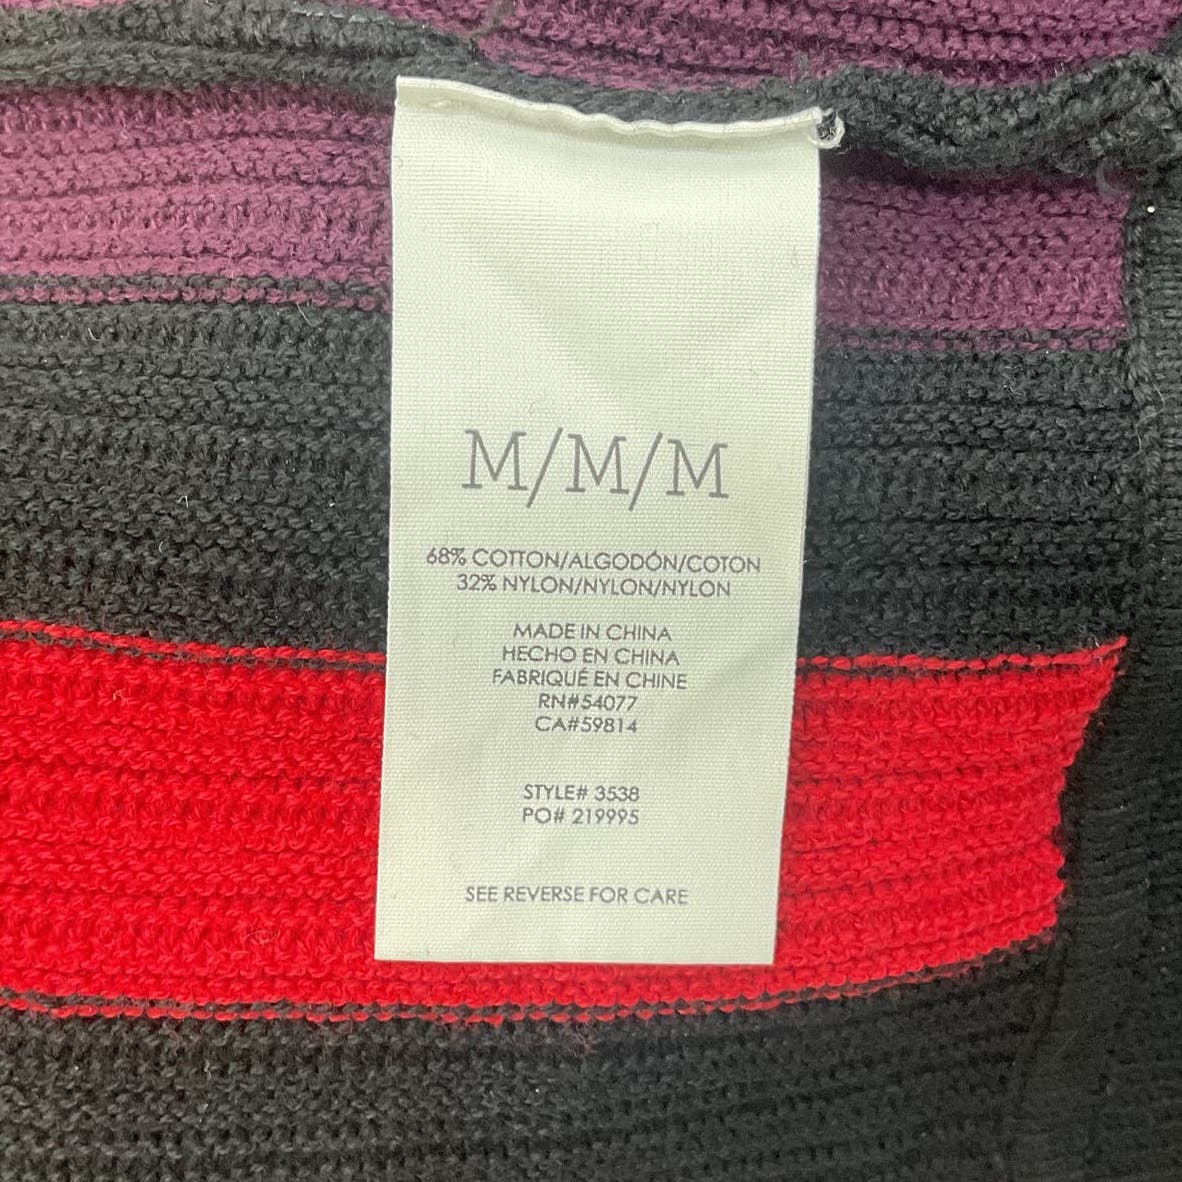 M/M/M
68% COTTON/ALGODÓN/COTON
32% NYLON/NYLON/NYLON
MADE IN CHINA
HECHO EN CHINA
FABRIQUÉ EN CHINE
RN#54077
CA#59814
STYLE# 3538
PO# 219995
SEE REVERSE FOR CARE